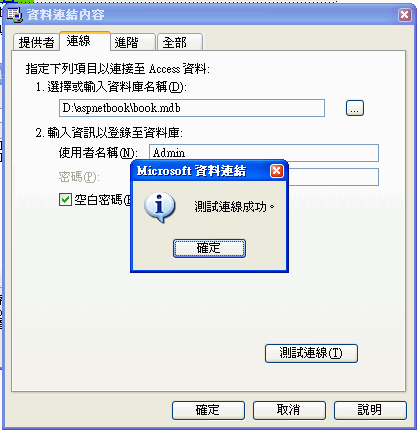 資料連結內容
提供者 連線 進階 全部
指定下列項目以連接至 Access 資料:
1. 選擇或輸入資料庫名稱(D):
D:\aspnetbook\book.mdb ...
2. 輸入資訊以登錄至資料庫:
使用者名稱(N): Admin
密碼(P):
空白密碼(
Microsoft 資料連結
測試連線成功。
確定
測試連線(T)
確定 取消 說明